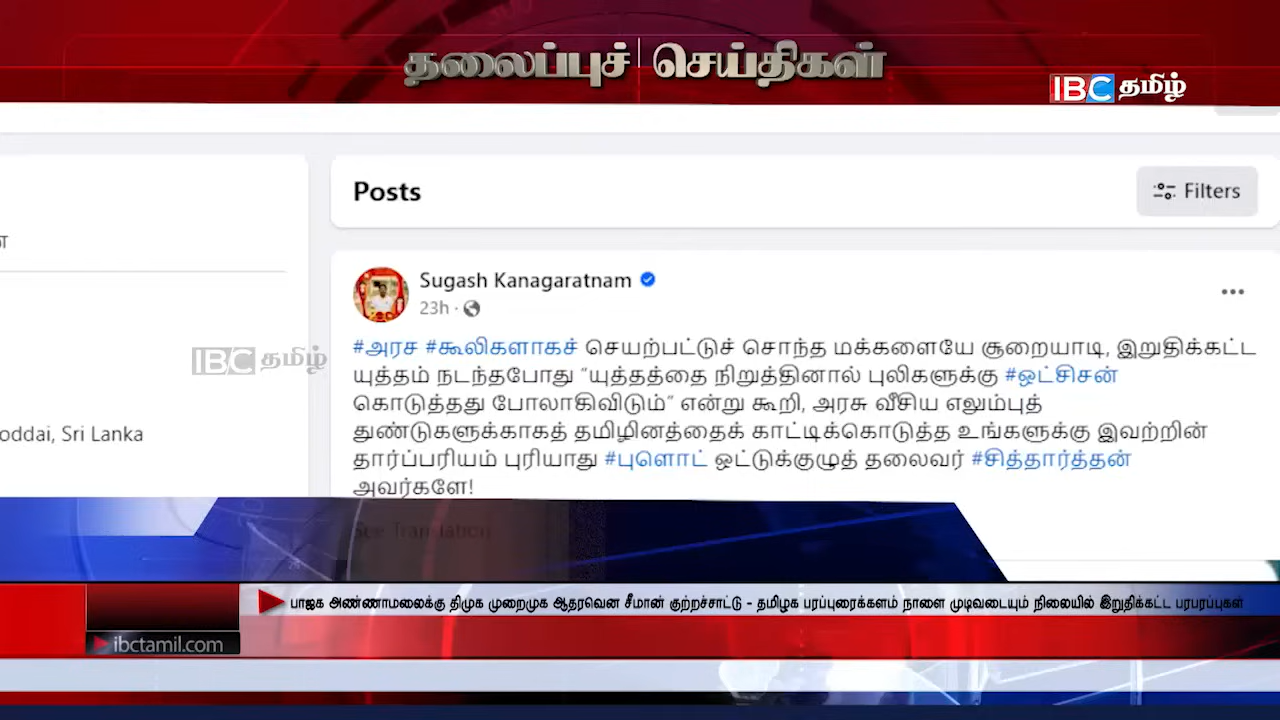 தலைப்புச் செய்திகள்
IBC தமிழ்
Posts
Filters
Sugash Kanagaratnam
23h ·
#அரச #கூலிகளாகச் செயற்பட்டுச் சொந்த மக்களையே சூறையாடி, இறுதிக்கட்ட
யுத்தம் நடந்தபோது "யுத்தத்தை நிறுத்தினால் புலிகளுக்கு #ஒட்சிசன்
கொடுத்தது போலாகிவிடும்" என்று கூறி, அரசு வீசிய எலும்புத்
துண்டுகளுக்காகத் தமிழினத்தைக் காட்டிக்கொடுத்த உங்களுக்கு இவற்றின்
தார்ப்பரியம் புரியாது #புளொட் ஒட்டுக்குழுத் தலைவர் #சித்தார்த்தன்
அவர்களே!
See Translation
IBC தமிழ்
oddai, Sri Lanka
பாஜக அண்ணாமலைக்கு திமுக முறைமுக ஆதரவென சீமான் குற்றச்சாட்டு - தமிழக பரப்புரைக்களம் நாளை முடிவடையும் நிலையில் இறுதிக்கட்ட பரபரப்புகள்
ibctamil.com